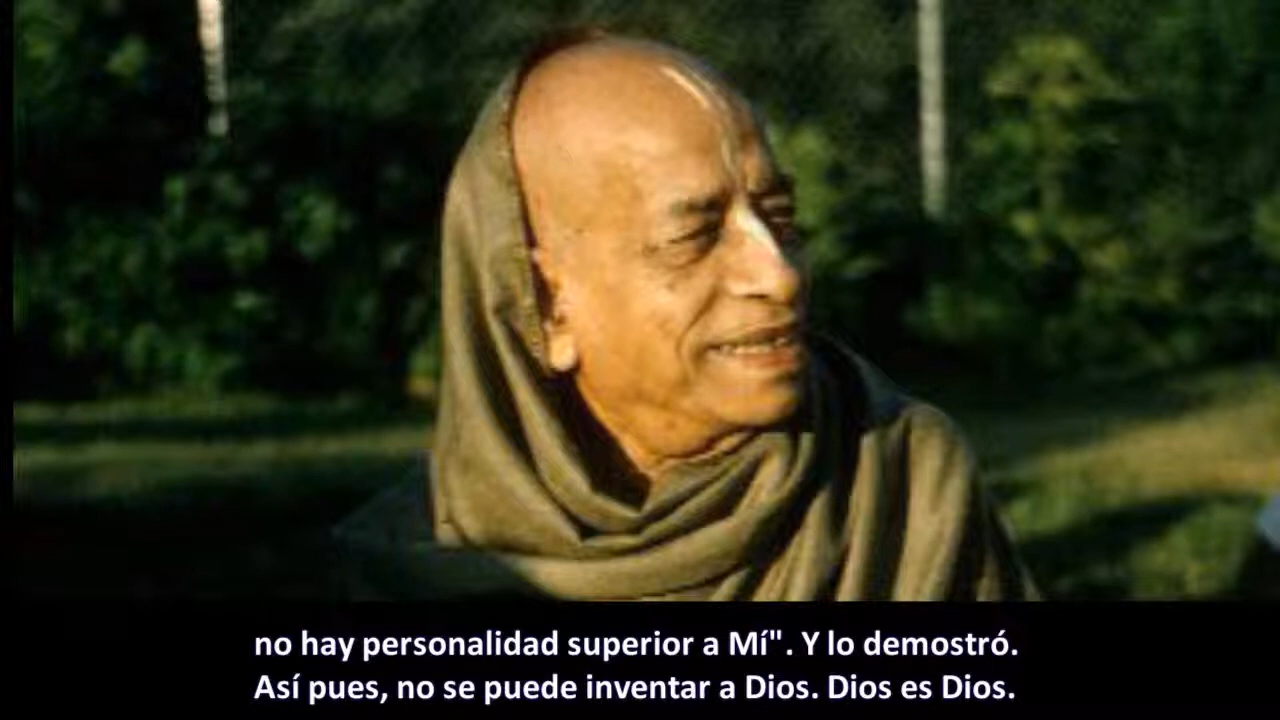 no hay personalidad superior a Mí". Y lo demostró.
Así pues, no se puede inventar a Dios. Dios es Dios.